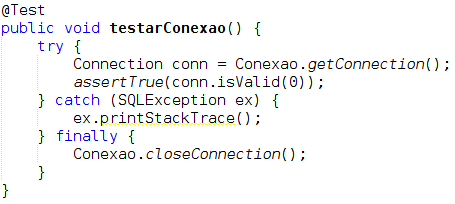 @Test
public void testarConexao() {
    try {
        Connection conn = Conexao.getConnection();
        assertTrue(conn.isValid(0));
    } catch (SQLException ex) {
        ex.printStackTrace();
    } finally {
        Conexao.closeConnection();
    }
}